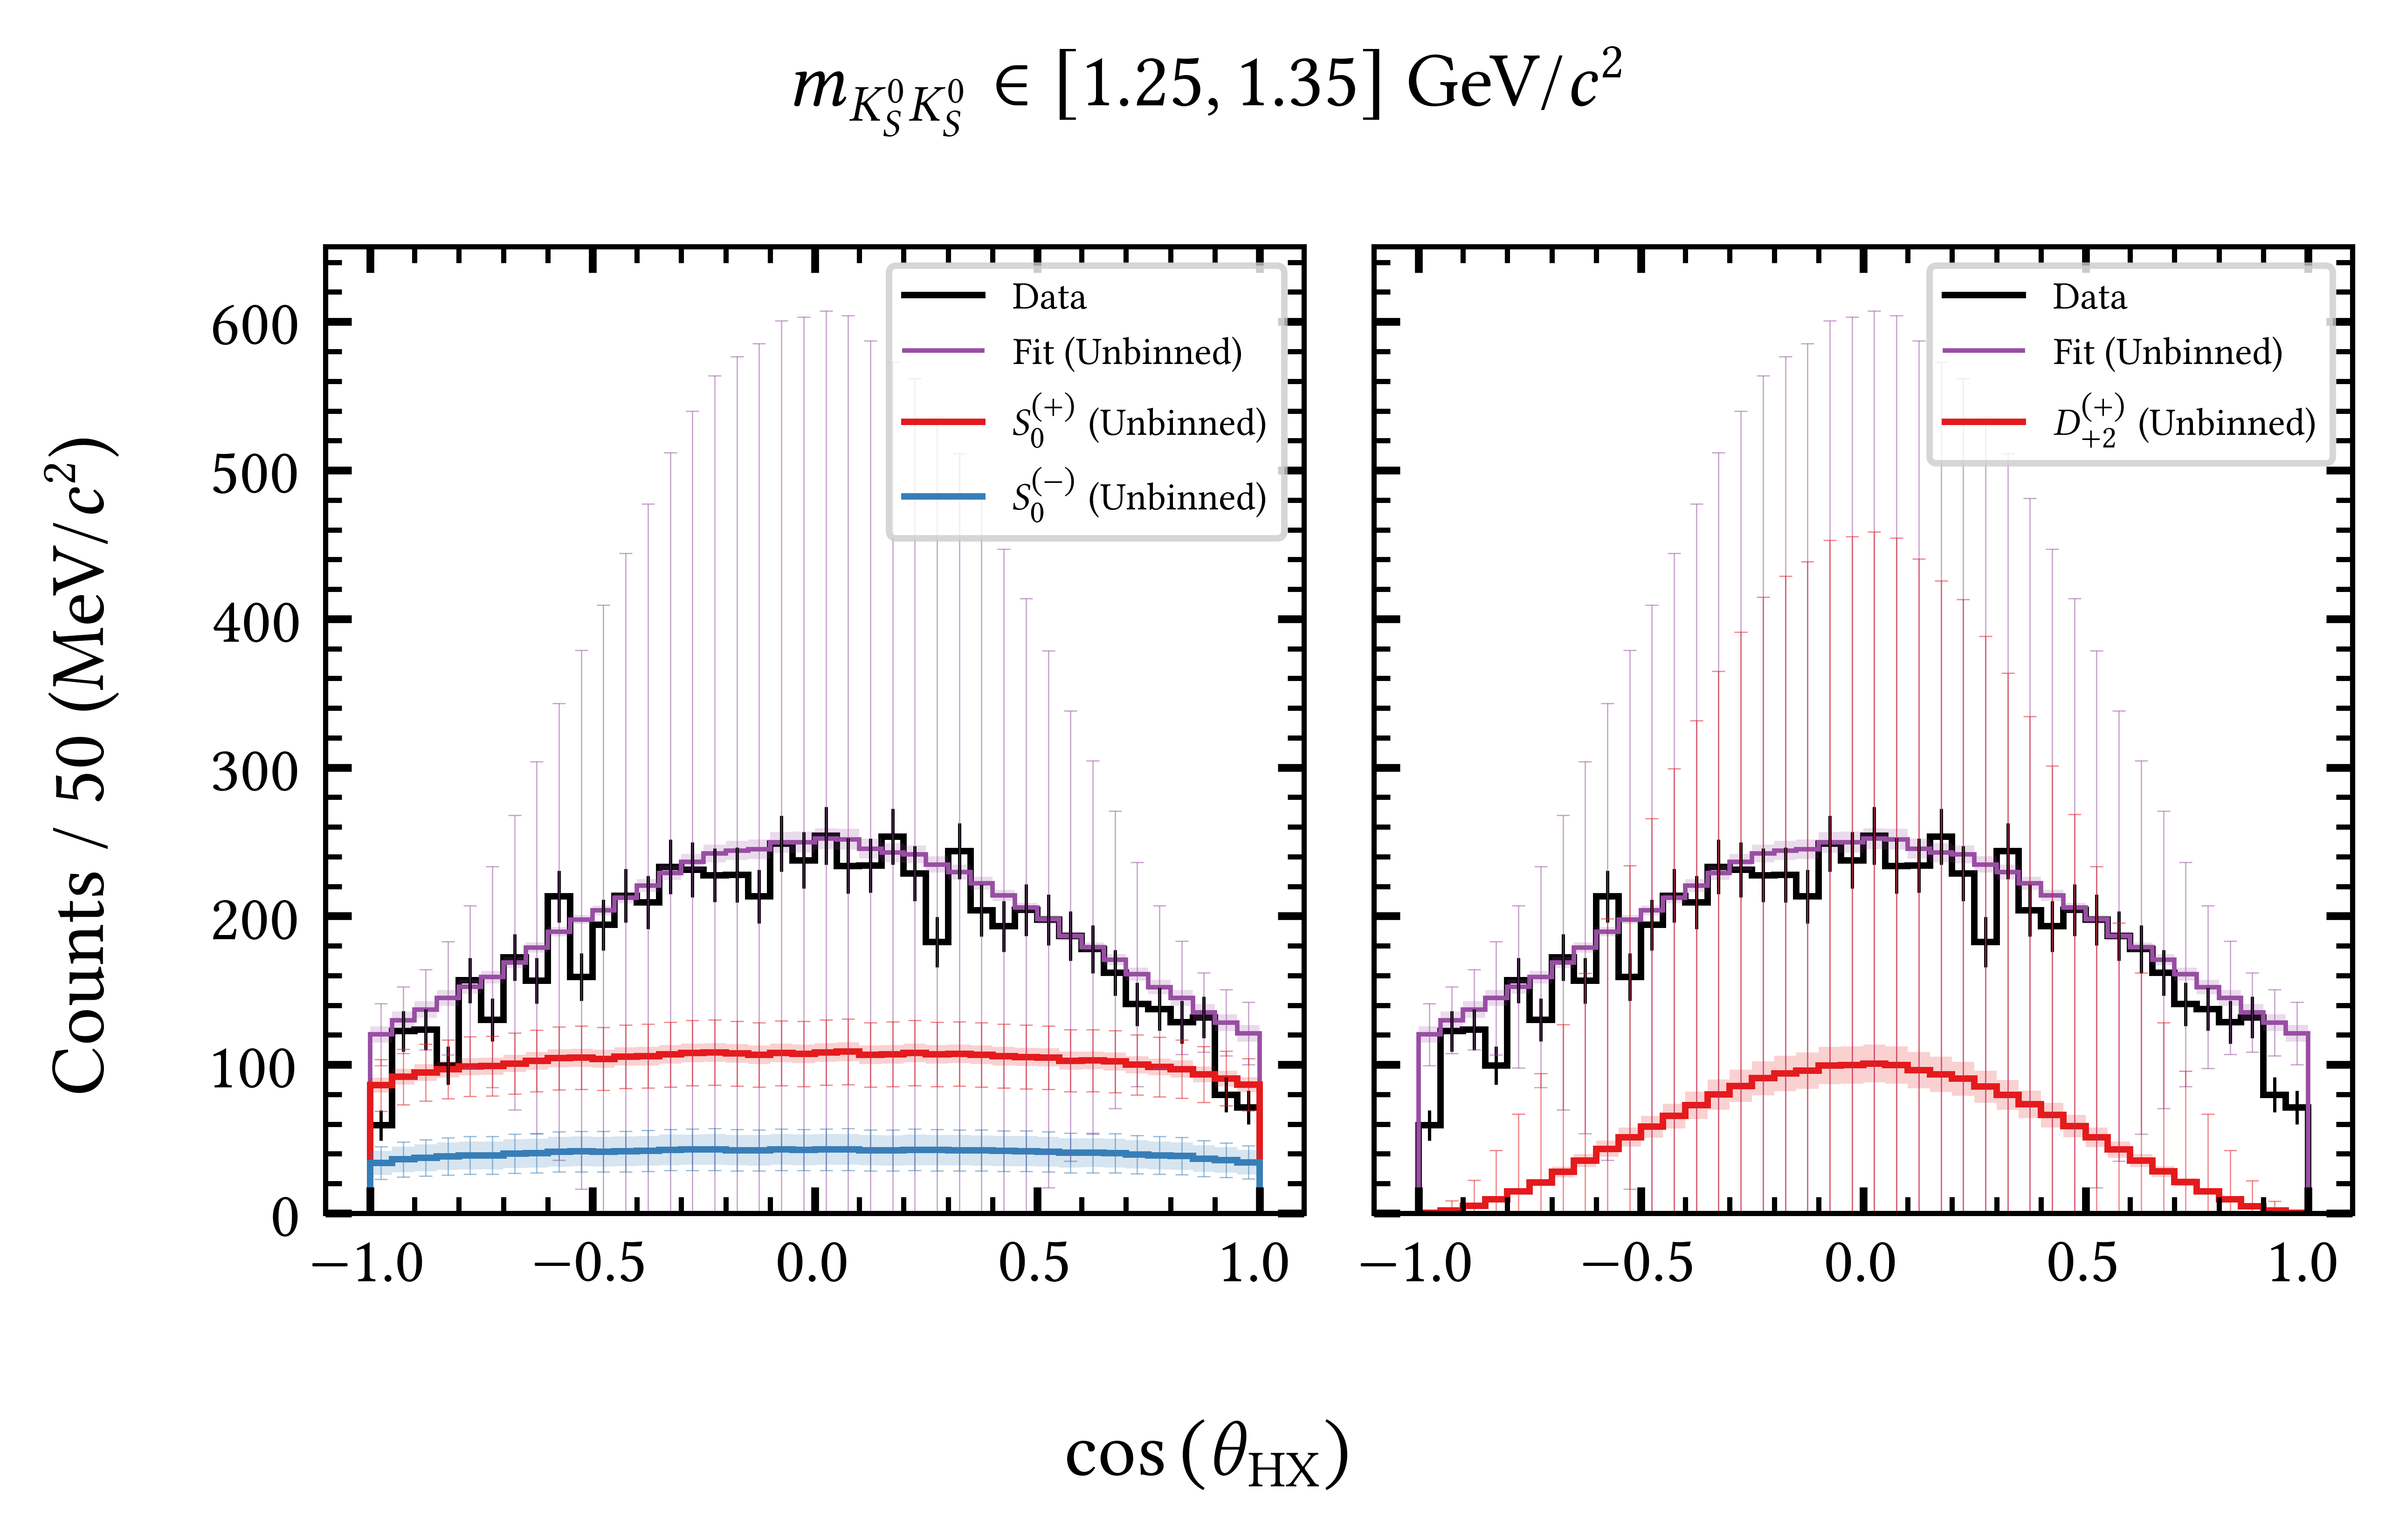 m_{K_S^0 K_S^0} ∈ [1.25, 1.35] GeV/c²
Counts / 50 (MeV/c²)
600
500
400
300
200
100
0
Data
Fit (Unbinned)
S_0^{(+)} (Unbinned)
S_0^{(−)} (Unbinned)
−1.0 −0.5 0.0 0.5 1.0
Data
Fit (Unbinned)
D_{+2}^{(+)} (Unbinned)
−1.0 −0.5 0.0 0.5 1.0
cos (θ_{HX})